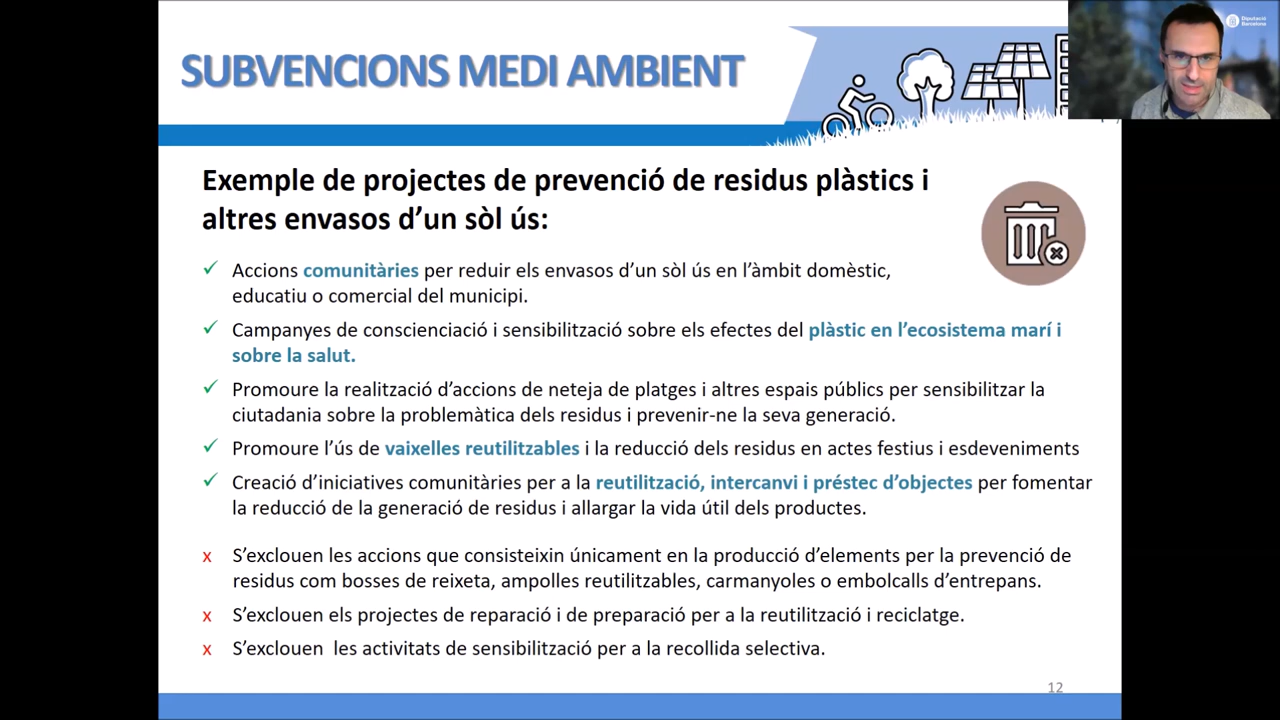 Diputació
Barcelona
SUBVENCIONS MEDI AMBIENT
Exemple de projectes de prevenció de residus plàstics i
altres envasos d’un sòl ús:
✓ Accions comunitàries per reduir els envasos d’un sòl ús en l’àmbit domèstic,
educatiu o comercial del municipi.
✓ Campanyes de conscienciació i sensibilització sobre els efectes del plàstic en l’ecosistema marí i
sobre la salut.
✓ Promoure la realització d’accions de neteja de platges i altres espais públics per sensibilitzar la
ciutadania sobre la problemàtica dels residus i prevenir-ne la seva generació.
✓ Promoure l’ús de vaixelles reutilitzables i la reducció dels residus en actes festius i esdeveniments
✓ Creació d’iniciatives comunitàries per a la reutilització, intercanvi i préstec d’objectes per fomentar
la reducció de la generació de residus i allargar la vida útil dels productes.
x S’exclouen les accions que consisteixin únicament en la producció d’elements per la prevenció de
residus com bosses de reixeta, ampolles reutilitzables, carmanyoles o embolcalls d’entrepans.
x S’exclouen els projectes de reparació i de preparació per a la reutilització i reciclatge.
x S’exclouen les activitats de sensibilització per a la recollida selectiva.
12